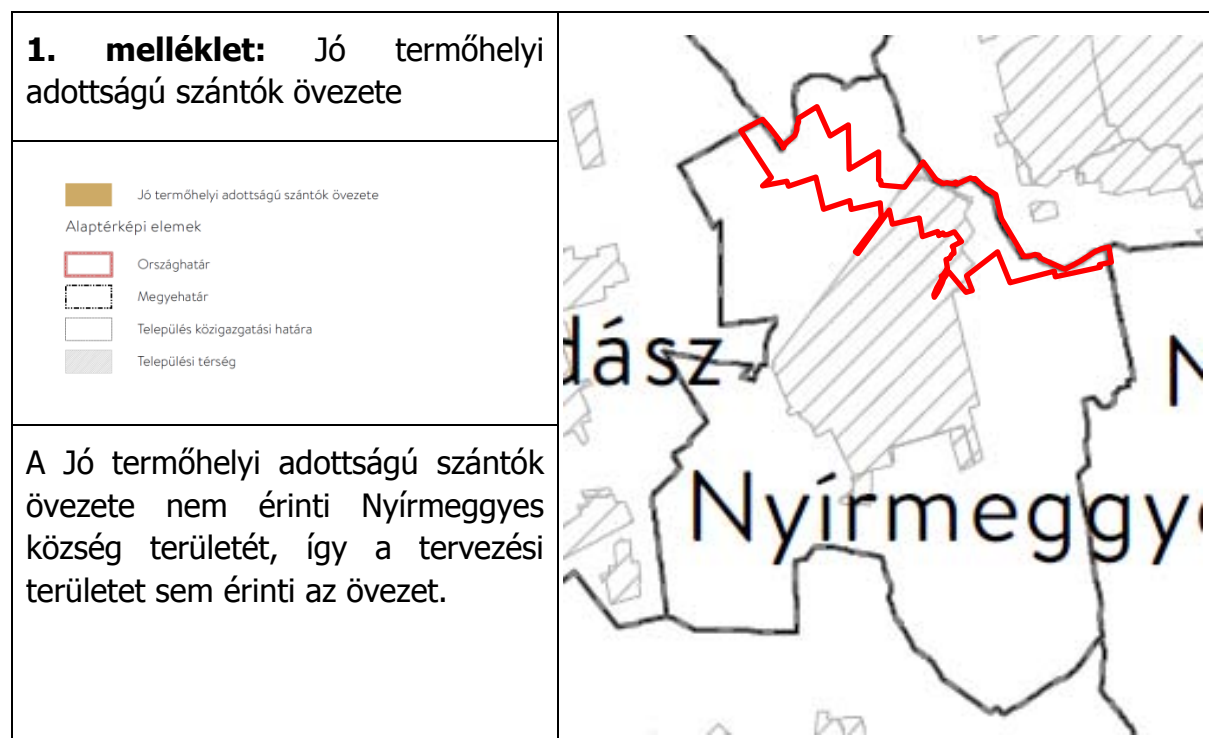 1. melléklet: Jó termőhelyi
adottságú szántók övezete
Jó termőhelyi adottságú szántók övezete
Alaptérképi elemek
Országhatár
Megyehatár
Település közigazgatási határa
Települési térség
A Jó termőhelyi adottságú szántók
övezete nem érinti Nyírmeggyes
község területét, így a tervezési
területet sem érinti az övezet.
dász
N
Nyírmeggye